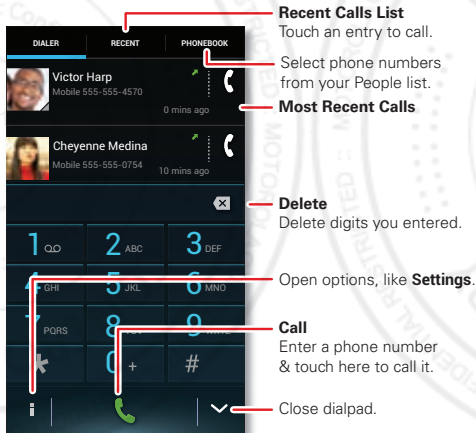 Recent Calls List
Touch an entry to call.
DIALER RECENT PHONEBOOK
Select phone numbers
from your People list.
Victor Harp
Mobile 555-555-4570
0 mins ago
Most Recent Calls
Cheyenne Medina
Mobile 555-555-0754
10 mins ago
Delete
Delete digits you entered.
1 2 ABC 3 DEF
Open options, like Settings.
4 GHI 5 JKL 6 MNO
Call
Enter a phone number
& touch here to call it.
7 PQRS 8 9
* 0 + #
Close dialpad.